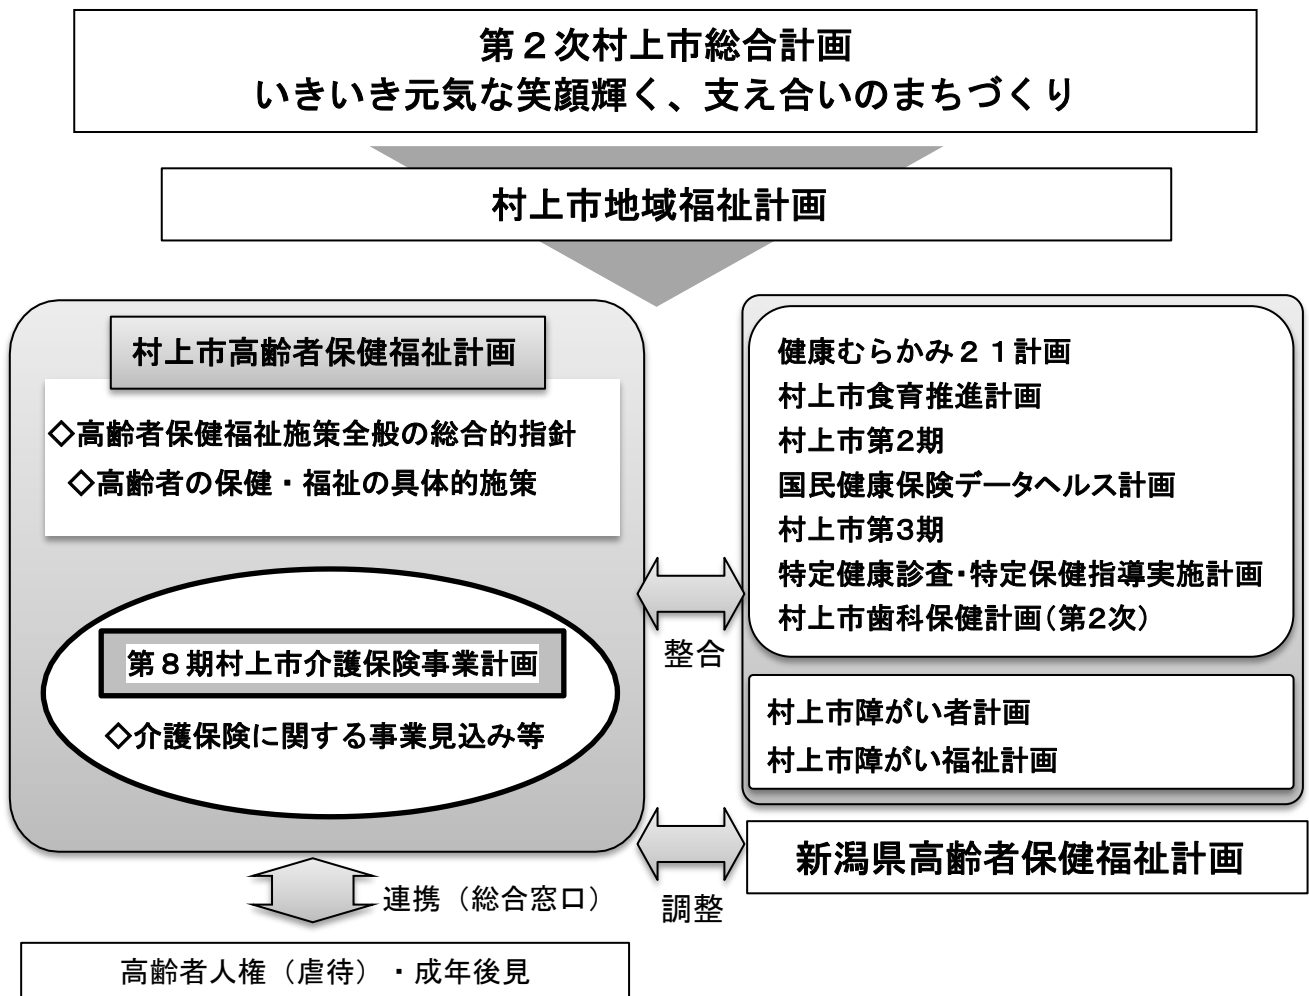 第２次村上市総合計画
いきいき元気な笑顔輝く、支え合いのまちづくり
村上市地域福祉計画
村上市高齢者保健福祉計画
◇高齢者保健福祉施策全般の総合的指針
◇高齢者の保健・福祉の具体的施策
第８期村上市介護保険事業計画
◇介護保険に関する事業見込み等
整合
健康むらかみ２１計画
村上市食育推進計画
村上市第2期
国民健康保険データヘルス計画
村上市第3期
特定健康診査・特定保健指導実施計画
村上市歯科保健計画（第2次）
村上市障がい者計画
村上市障がい福祉計画
調整
新潟県高齢者保健福祉計画
連携（総合窓口）
高齢者人権（虐待）・成年後見